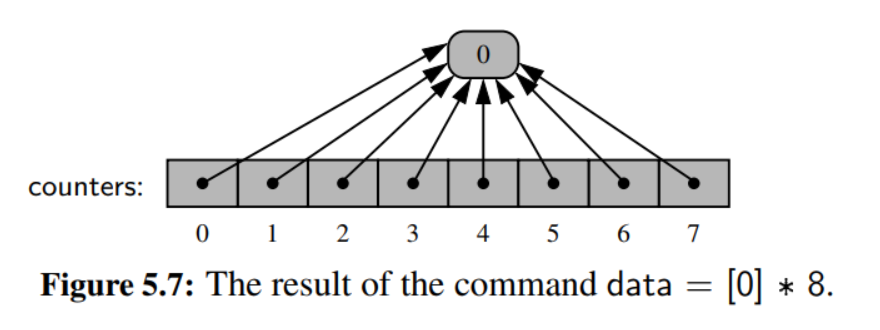 0
counters:
0 1 2 3 4 5 6 7
Figure 5.7: The result of the command data = [0] * 8.